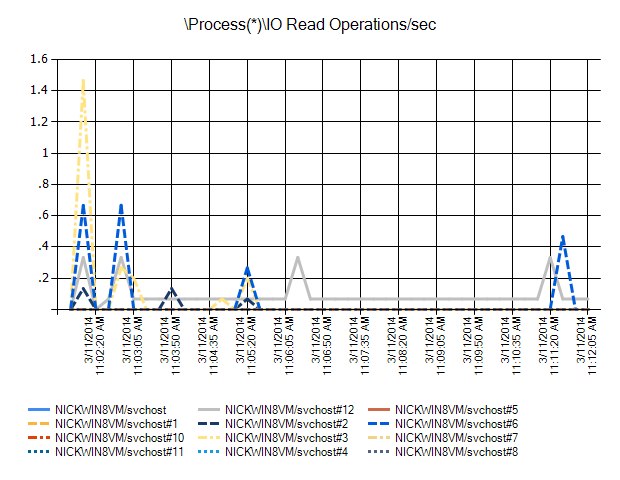 \Process(*)\IO Read Operations/sec
1.6
1.4
1.2
1
.8
.6
.4
.2
3/11/2014 11:02:20 AM
3/11/2014 11:03:05 AM
3/11/2014 11:03:50 AM
3/11/2014 11:04:35 AM
3/11/2014 11:05:20 AM
3/11/2014 11:06:05 AM
3/11/2014 11:06:50 AM
3/11/2014 11:07:35 AM
3/11/2014 11:08:20 AM
3/11/2014 11:09:05 AM
3/11/2014 11:09:50 AM
3/11/2014 11:10:35 AM
3/11/2014 11:11:20 AM
3/11/2014 11:12:05 AM
NICKWIN8VM/svchost NICKWIN8VM/svchost#12 NICKWIN8VM/svchost#5
NICKWIN8VM/svchost#1 NICKWIN8VM/svchost#2 NICKWIN8VM/svchost#6
NICKWIN8VM/svchost#10 NICKWIN8VM/svchost#3 NICKWIN8VM/svchost#7
NICKWIN8VM/svchost#11 NICKWIN8VM/svchost#4 NICKWIN8VM/svchost#8